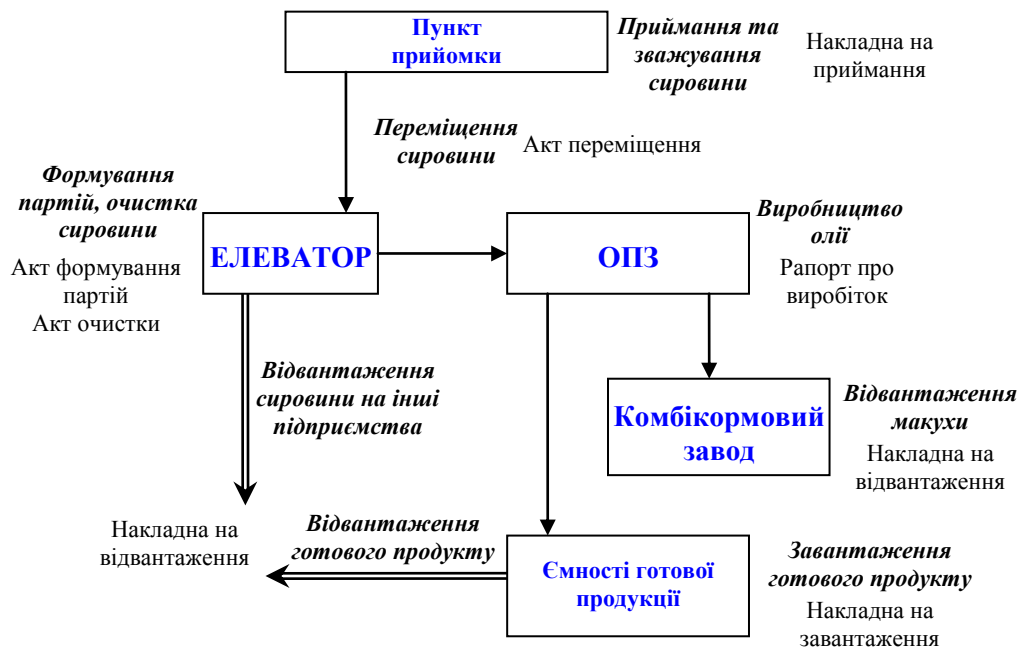 Пункт
прийомки
Приймання та
зважування
сировини
Накладна на
приймання
Переміщення
сировини
Акт переміщення
Формування
партій, очистка
сировини
Акт формування
партій
Акт очистки
ЕЛЕВАТОР
ОПЗ
Виробництво
олії
Рапорт про
виробіток
Відвантаження
сировини на інші
підприємства
Комбікормовий
завод
Відвантаження
макухи
Накладна на
відвантаження
Накладна на
відвантаження
Відвантаження
готового продукту
Ємності готової
продукції
Завантаження
готового продукту
Накладна на
завантаження